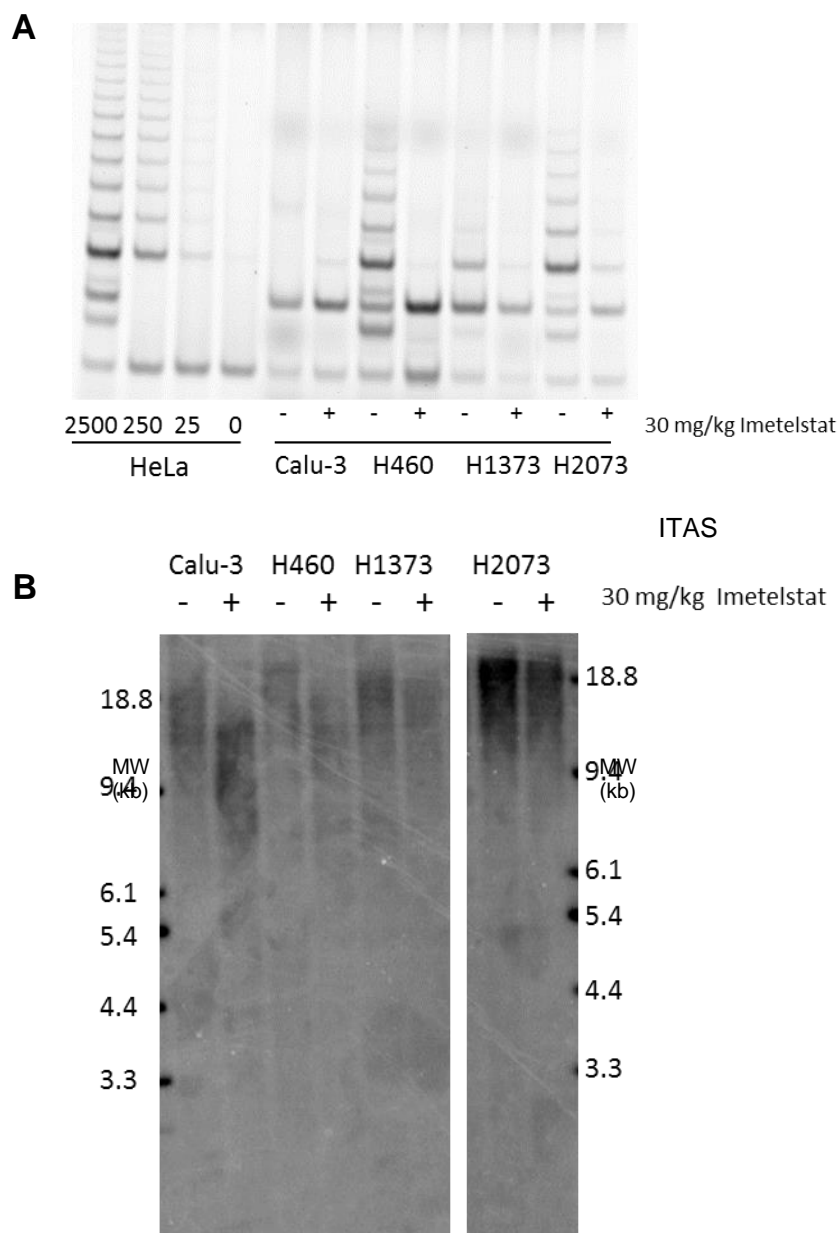 A
- + - + - + - +
30 mg/kg Imetelstat
2500 250 25 0
HeLa
Calu-3 H460 H1373 H2073
ITAS
B
Calu-3 H460 H1373 H2073
- + - + - + - +
30 mg/kg  Imetelstat
18.8
MW
(kb)
9.4
6.1
5.4
4.4
3.3
18.8
MW
(kb)
9.4
6.1
5.4
4.4
3.3